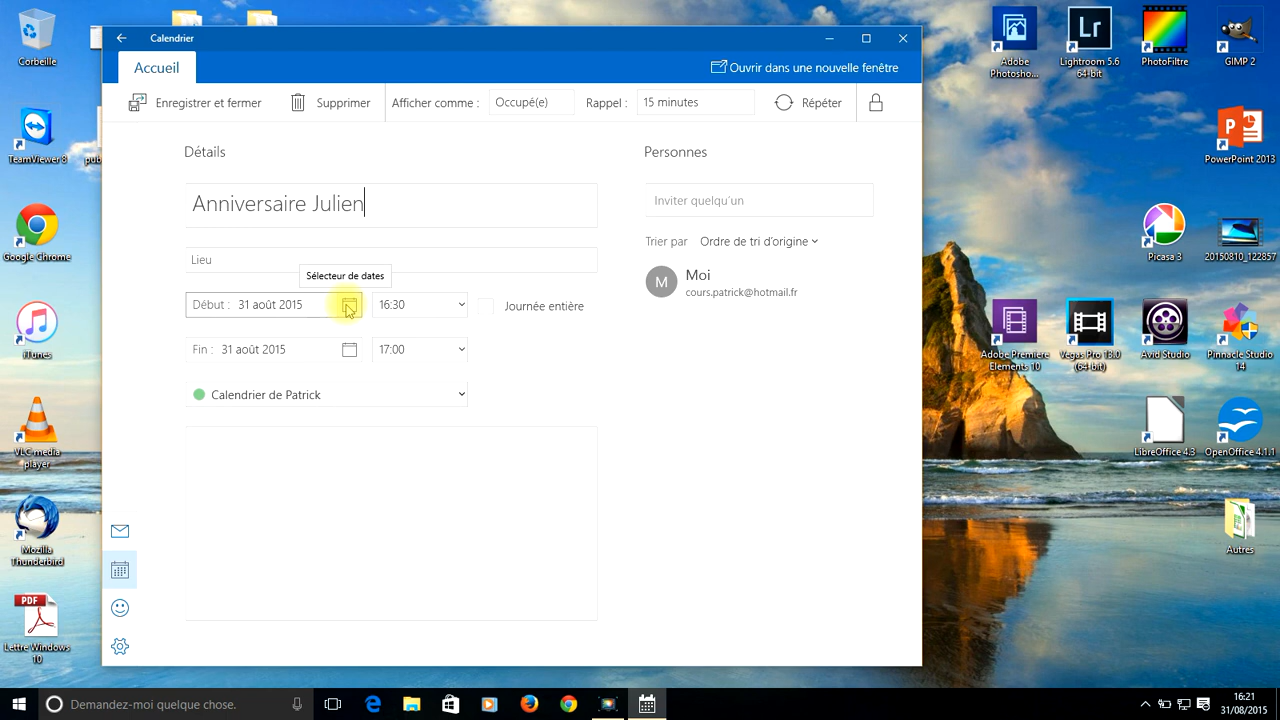 Corbeille
TeamViewer 8
Google Chrome
iTunes
VLC media
player
Mozilla
Thunderbird
PDF
Lettre Windows
10
Calendrier
Accueil
Ouvrir dans une nouvelle fenêtre
Enregistrer et fermer
Supprimer
Afficher comme :
Occupé(e)
Rappel :
15 minutes
Répéter
Détails
Anniversaire Julien
Lieu
Sélecteur de dates
Début : 31 août 2015
16:30
Journée entière
Fin : 31 août 2015
17:00
Calendrier de Patrick
Personnes
Inviter quelqu'un
Trier par Ordre de tri d'origine
M
Moi
cours.patrick@hotmail.fr
Lr
Adobe
Photosho...
Lightroom 5.6
64-bit
PhotoFiltre
GIMP 2
PowerPoint 2013
Picasa 3
20150810_122857
Adobe Premiere
Elements 10
Vegas Pro 13.0
(64-bit)
Avid Studio
Pinnacle Studio
14
LibreOffice 4.3
OpenOffice 4.1.1
Autres
Demandez-moi quelque chose.
16:21
31/08/2015